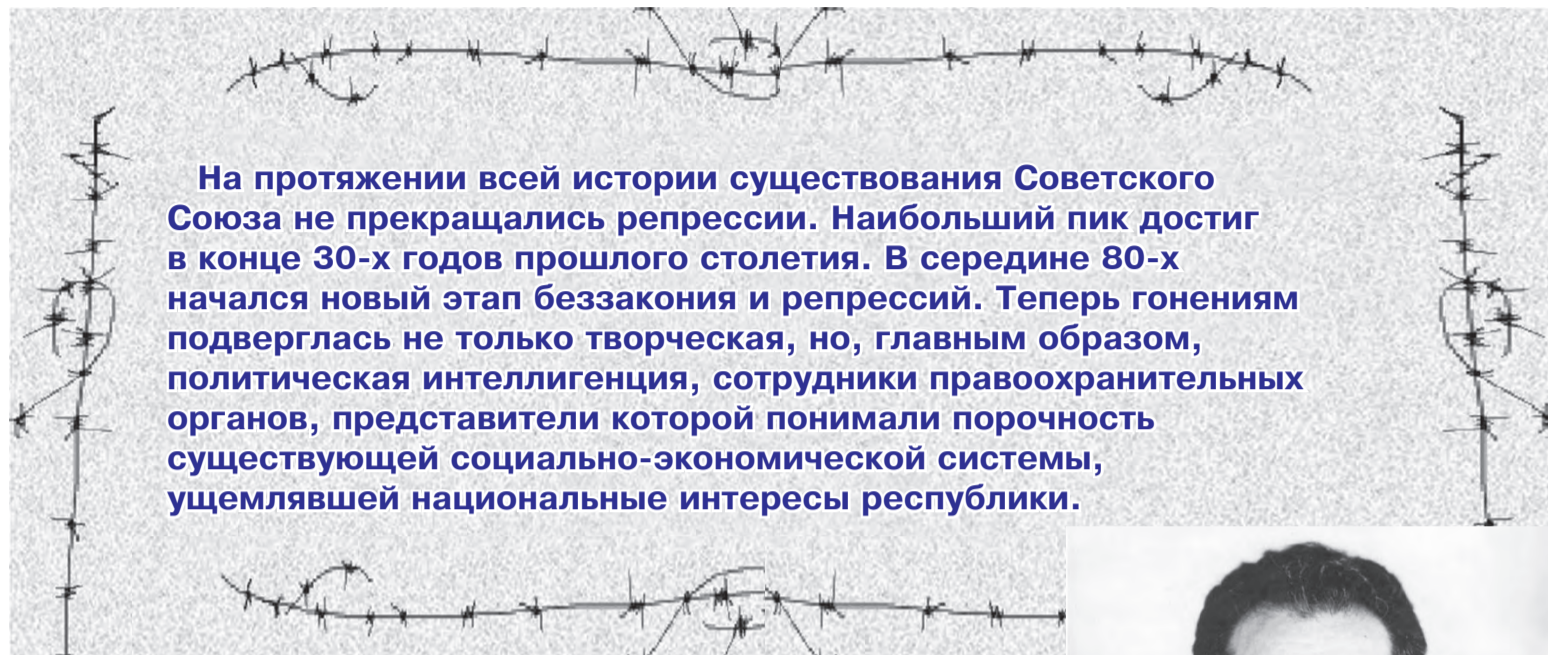 На протяжении всей истории существования Советского
Союза не прекращались репрессии. Наибольший пик достиг
в конце 30-х годов прошлого столетия. В середине 80-х
начался новый этап беззакония и репрессий. Теперь гонениям
подверглась не только творческая, но, главным образом,
политическая интеллигенция, сотрудники правоохранительных
органов, представители которой понимали порочность
существующей социально-экономической системы,
ущемлявшей национальные интересы республики.